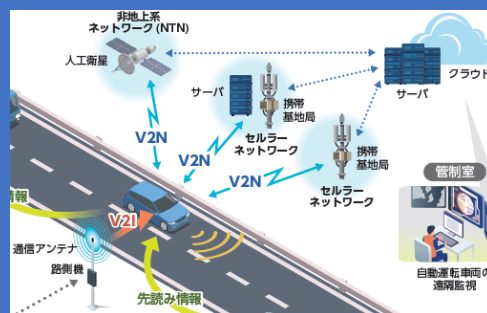 非地上系
ネットワーク(NTN)
人工衛星
サーバ
携帯
基地局
セルラー
ネットワーク
携帯
基地局
セルラー
ネットワーク
クラウド
サーバ
V2N
V2N
V2N
管制室
自動運転車両の
遠隔監視
情報
V2I
通信アンテナ
路側機
先読み情報